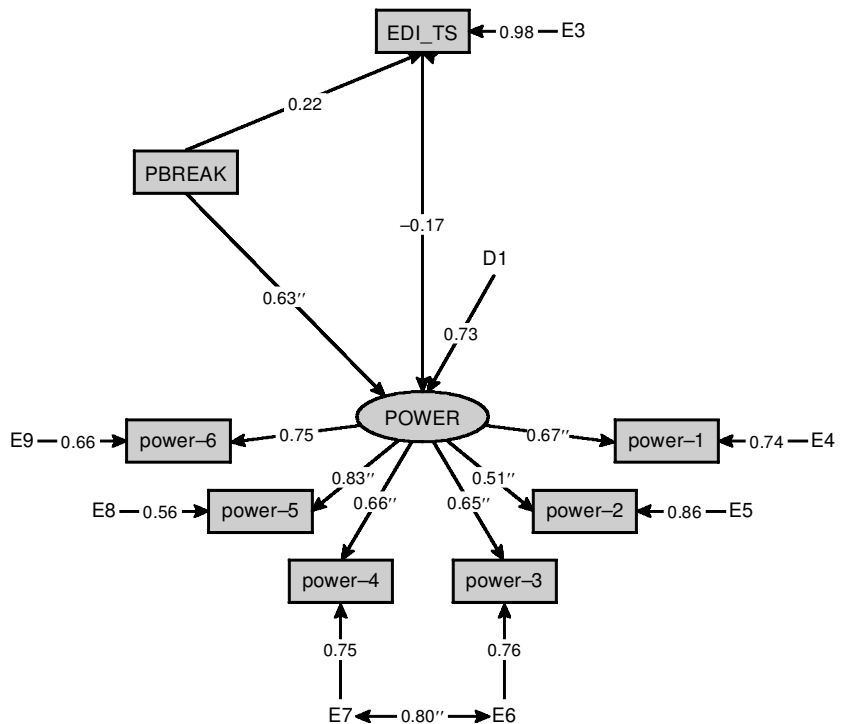 EDI_TS
0.98
E3
0.22
PBREAK
–0.17
D1
0.63′′
0.73
POWER
E9
0.66
power–6
0.75
0.67′′
power–1
0.74
E4
0.83′′
0.51′′
E8
0.56
power–5
0.66′′
0.65′′
power–2
0.86
E5
power–4
power–3
0.75
0.76
E7
0.80′′
E6